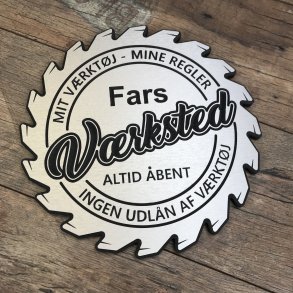 MIT VÆRKTØJ - MINE REGLER
Fars
Værksted
ALTID ÅBENT
INGEN UDLÅN AF VÆRKTØJ